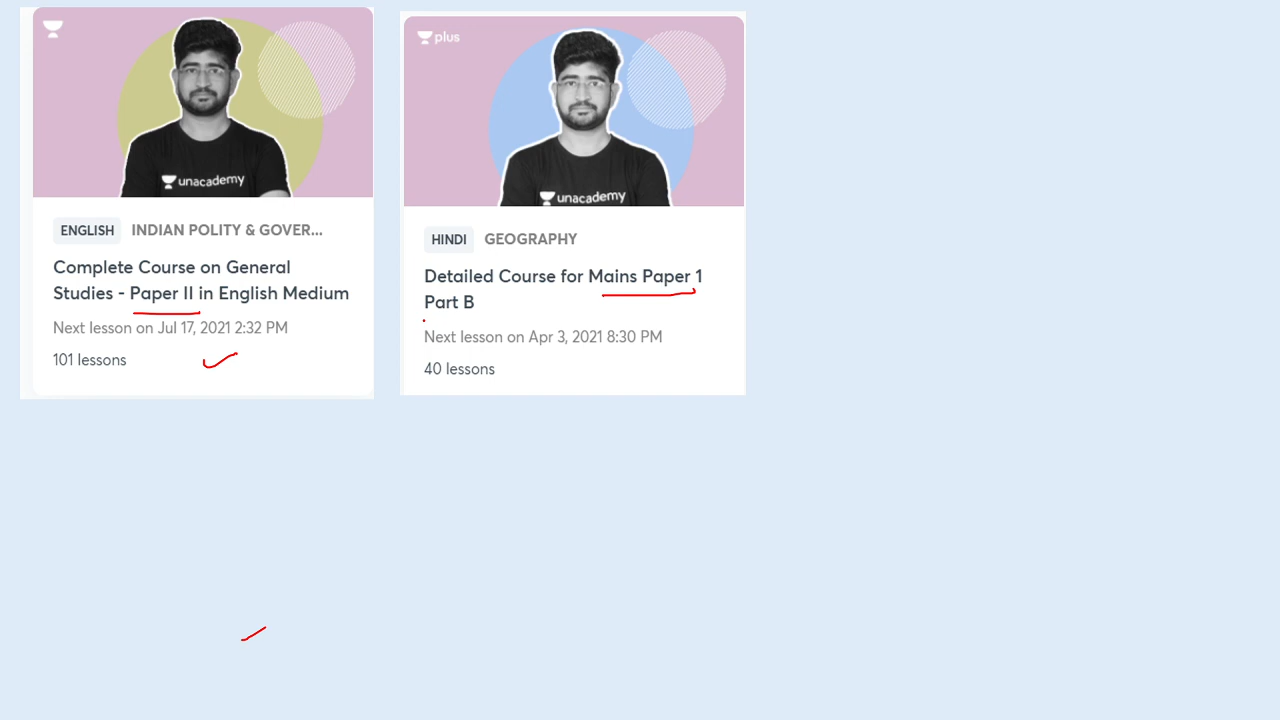 unacademy
ENGLISH INDIAN POLITY & GOVER...
Complete Course on General
Studies - Paper II in English Medium
Next lesson on Jul 17, 2021 2:32 PM
101 lessons
plus
unacademy
HINDI GEOGRAPHY
Detailed Course for Mains Paper 1
Part B
Next lesson on Apr 3, 2021 8:30 PM
40 lessons